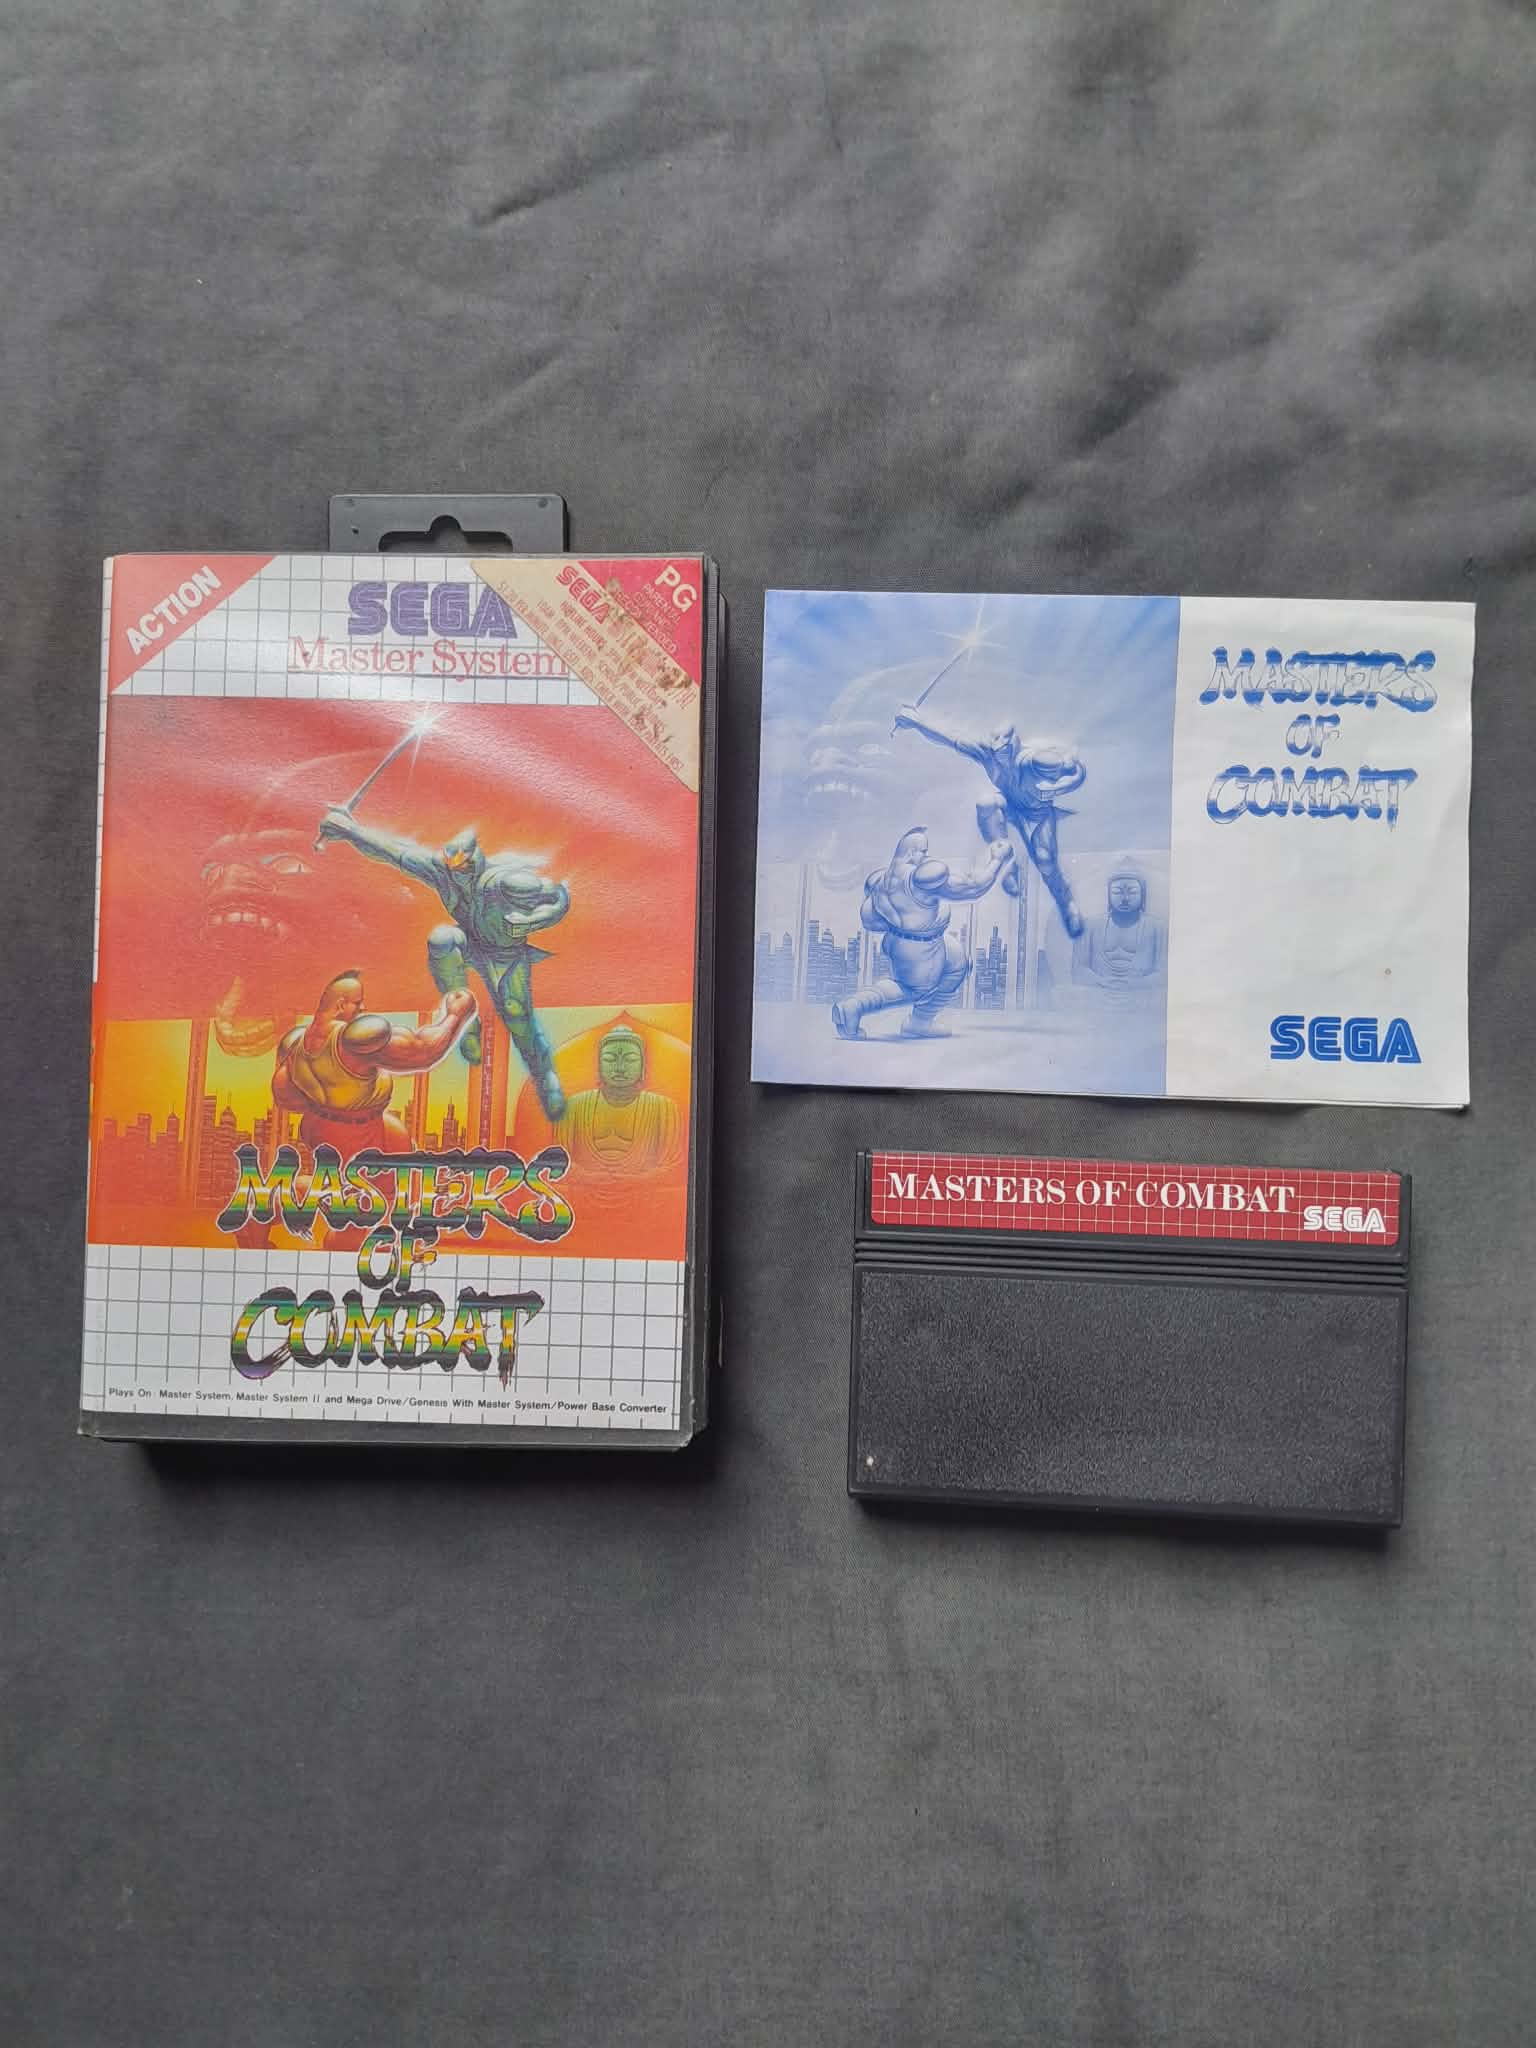 ACTION
SEGA
Master System
SEGA
PG
PARENTAL
MASTERS
OF
COMBAT
Plays On: Master System, Master System II and Mega Drive/Genesis With Master System/Power Base Converter
MASTERS
OF
COMBAT
SEGA
MASTERS OF COMBAT
SEGA